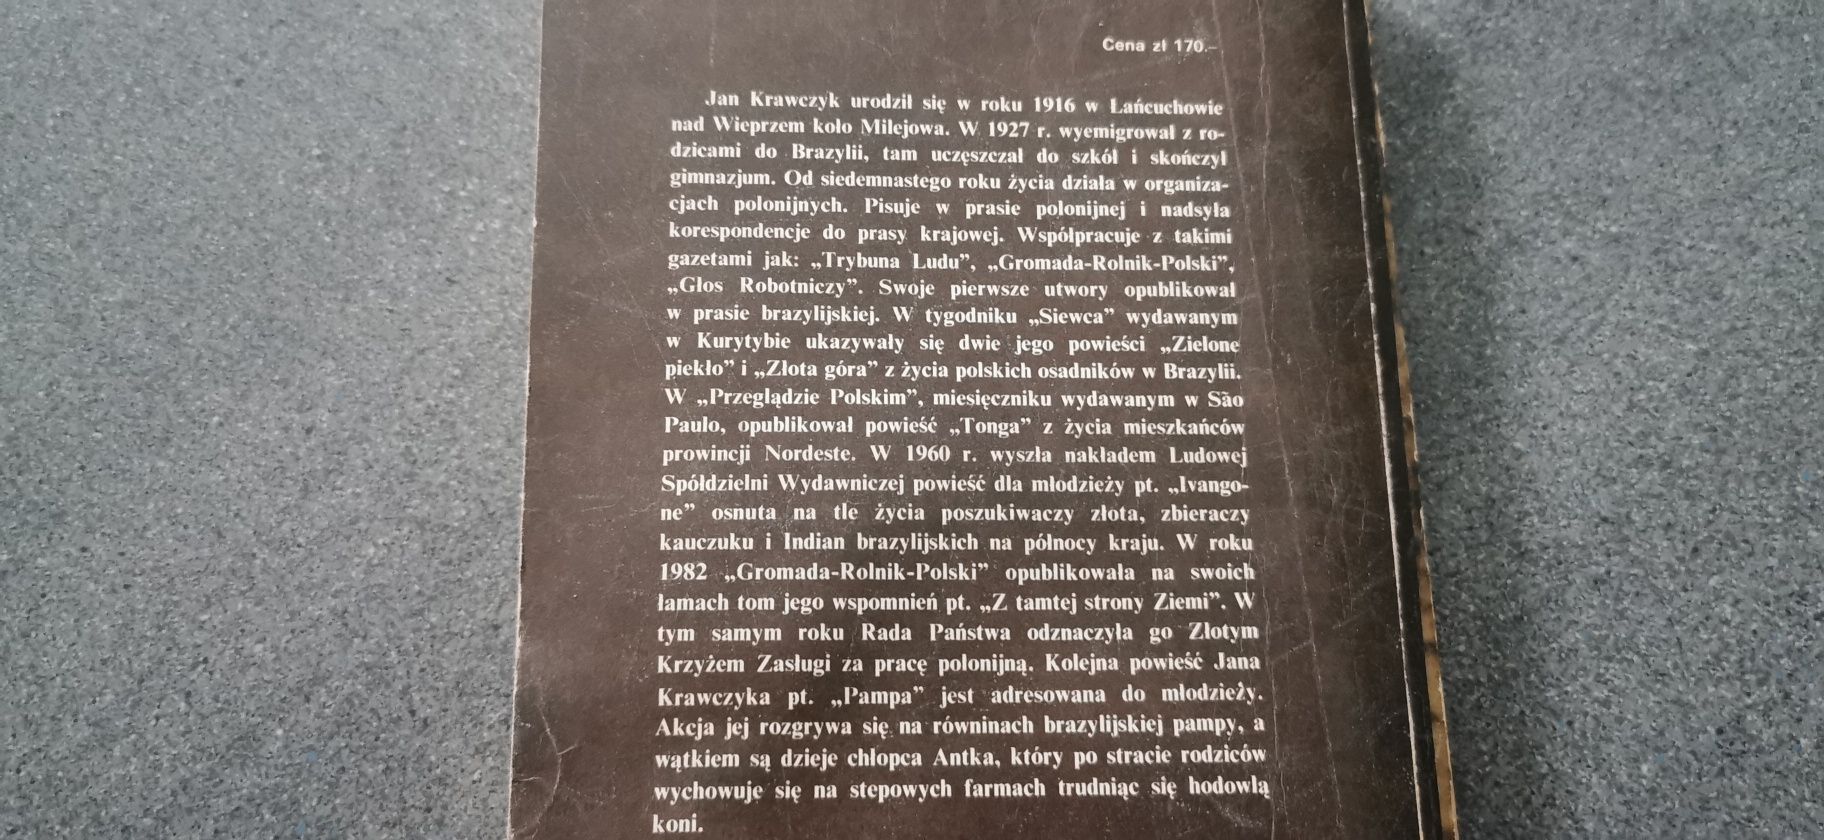 Cena zł 170.–
Jan Krawczyk urodził się w roku 1916 w Łańcuchowie
nad Wieprzem koło Milejowa. W 1927 r. wyemigrował z ro-
dzicami do Brazylii, tam uczęszczał do szkół i skończył
gimnazjum. Od siedemnastego roku życia działa w organiza-
cjach polonijnych. Pisuje w prasie polonijnej i nadsyła
korespondencje do prasy krajowej. Współpracuje z takimi
gazetami jak: „Trybuna Ludu”, „Gromada-Rolnik-Polski”,
„Głos Robotniczy”. Swoje pierwsze utwory opublikował
w prasie brazylijskiej. W tygodniku „Siewca” wydawanym
w Kurytybie ukazywały się dwie jego powieści „Zielone
piekło” i „Złota góra” z życia polskich osadników w Brazylii.
W „Przeglądzie Polskim”, miesięczniku wydawanym w São
Paulo, opublikował powieść „Tonga” z życia mieszkańców
prowincji Nordeste. W 1960 r. wyszła nakładem Ludowej
Spółdzielni Wydawniczej powieść dla młodzieży pt. „Ivango-
ne” osnuta na tle życia poszukiwaczy złota, zbieraczy
kauczuku i Indian brazylijskich na północy kraju. W roku
1982 „Gromada-Rolnik-Polski” opublikowała na swoich
łamach tom jego wspomnień pt. „Z tamtej strony Ziemi”. W
tym samym roku Rada Państwa odznaczyła go Złotym
Krzyżem Zasługi za pracę polonijną. Kolejna powieść Jana
Krawczyka pt. „Pampa” jest adresowana do młodzieży.
Akcja jej rozgrywa się na równinach brazylijskiej pampy, a
wątkiem są dzieje chłopca Antka, który po stracie rodziców
wychowuje się na stepowych farmach trudniąc się hodowlą
koni.